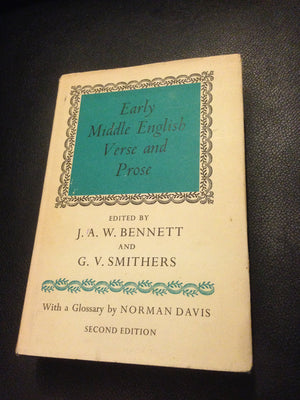 Early
Middle English
Verse and
Prose
EDITED BY
J. A. W. BENNETT
AND
G. V. SMITHERS
With a Glossary by NORMAN DAVIS
SECOND EDITION